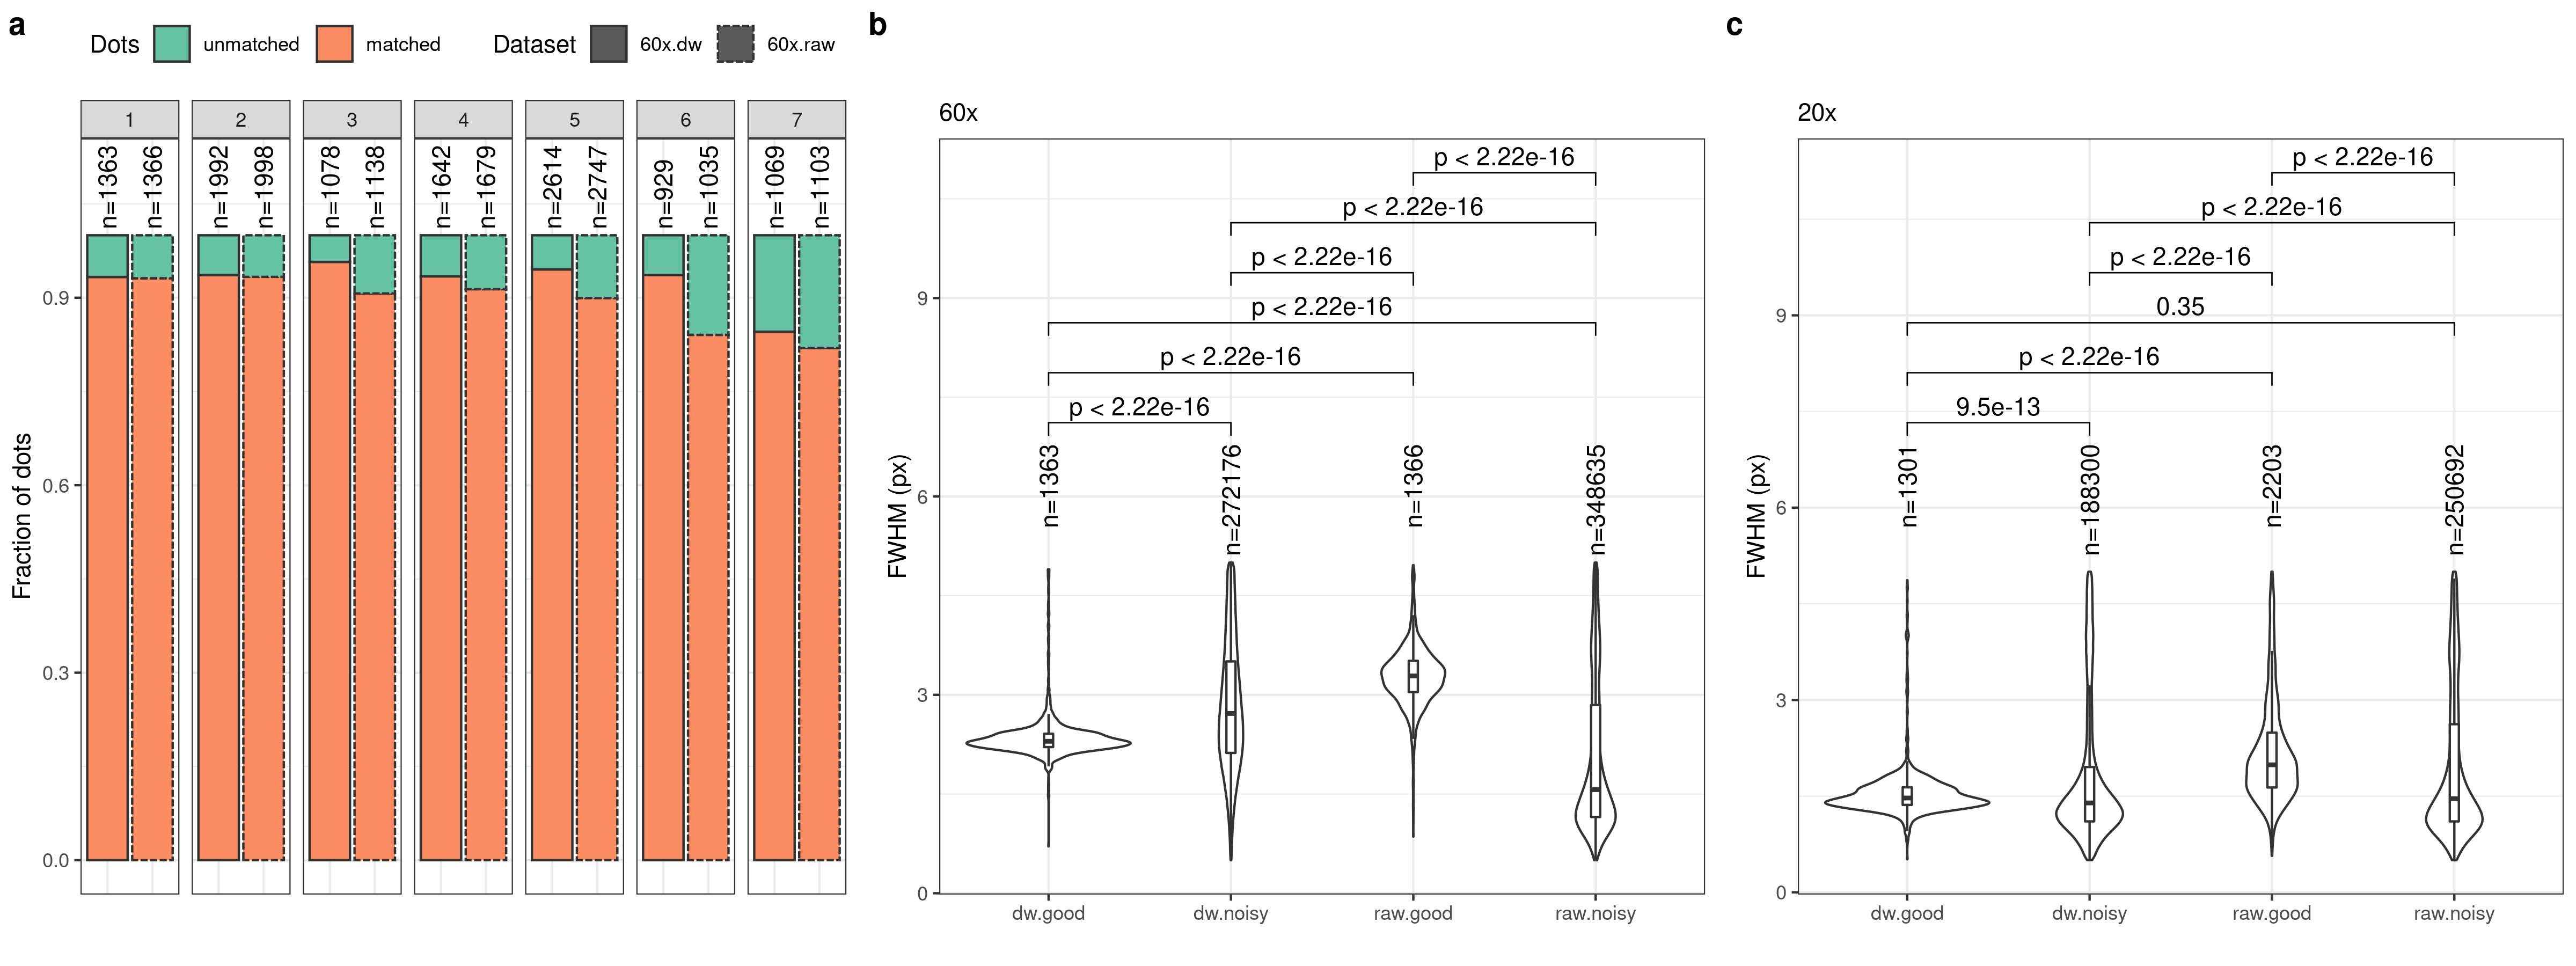 a
Dots unmatched matched Dataset 60x.dw 60x.raw
1 2 3 4 5 6 7
n=1363 n=1366 n=1992 n=1998 n=1078 n=1138 n=1642 n=1679 n=2614 n=2747 n=929 n=1035 n=1069 n=1103
Fraction of dots
0.9
0.6
0.3
0.0
b
60x
p < 2.22e-16
p < 2.22e-16
p < 2.22e-16
p < 2.22e-16
p < 2.22e-16
p < 2.22e-16
n=1363 n=272176 n=1366 n=348635
FWHM (px)
9
6
3
0
dw.good dw.noisy raw.good raw.noisy
c
20x
p < 2.22e-16
p < 2.22e-16
p < 2.22e-16
0.35
p < 2.22e-16
9.5e-13
n=1301 n=188300 n=2203 n=250692
FWHM (px)
9
6
3
0
dw.good dw.noisy raw.good raw.noisy